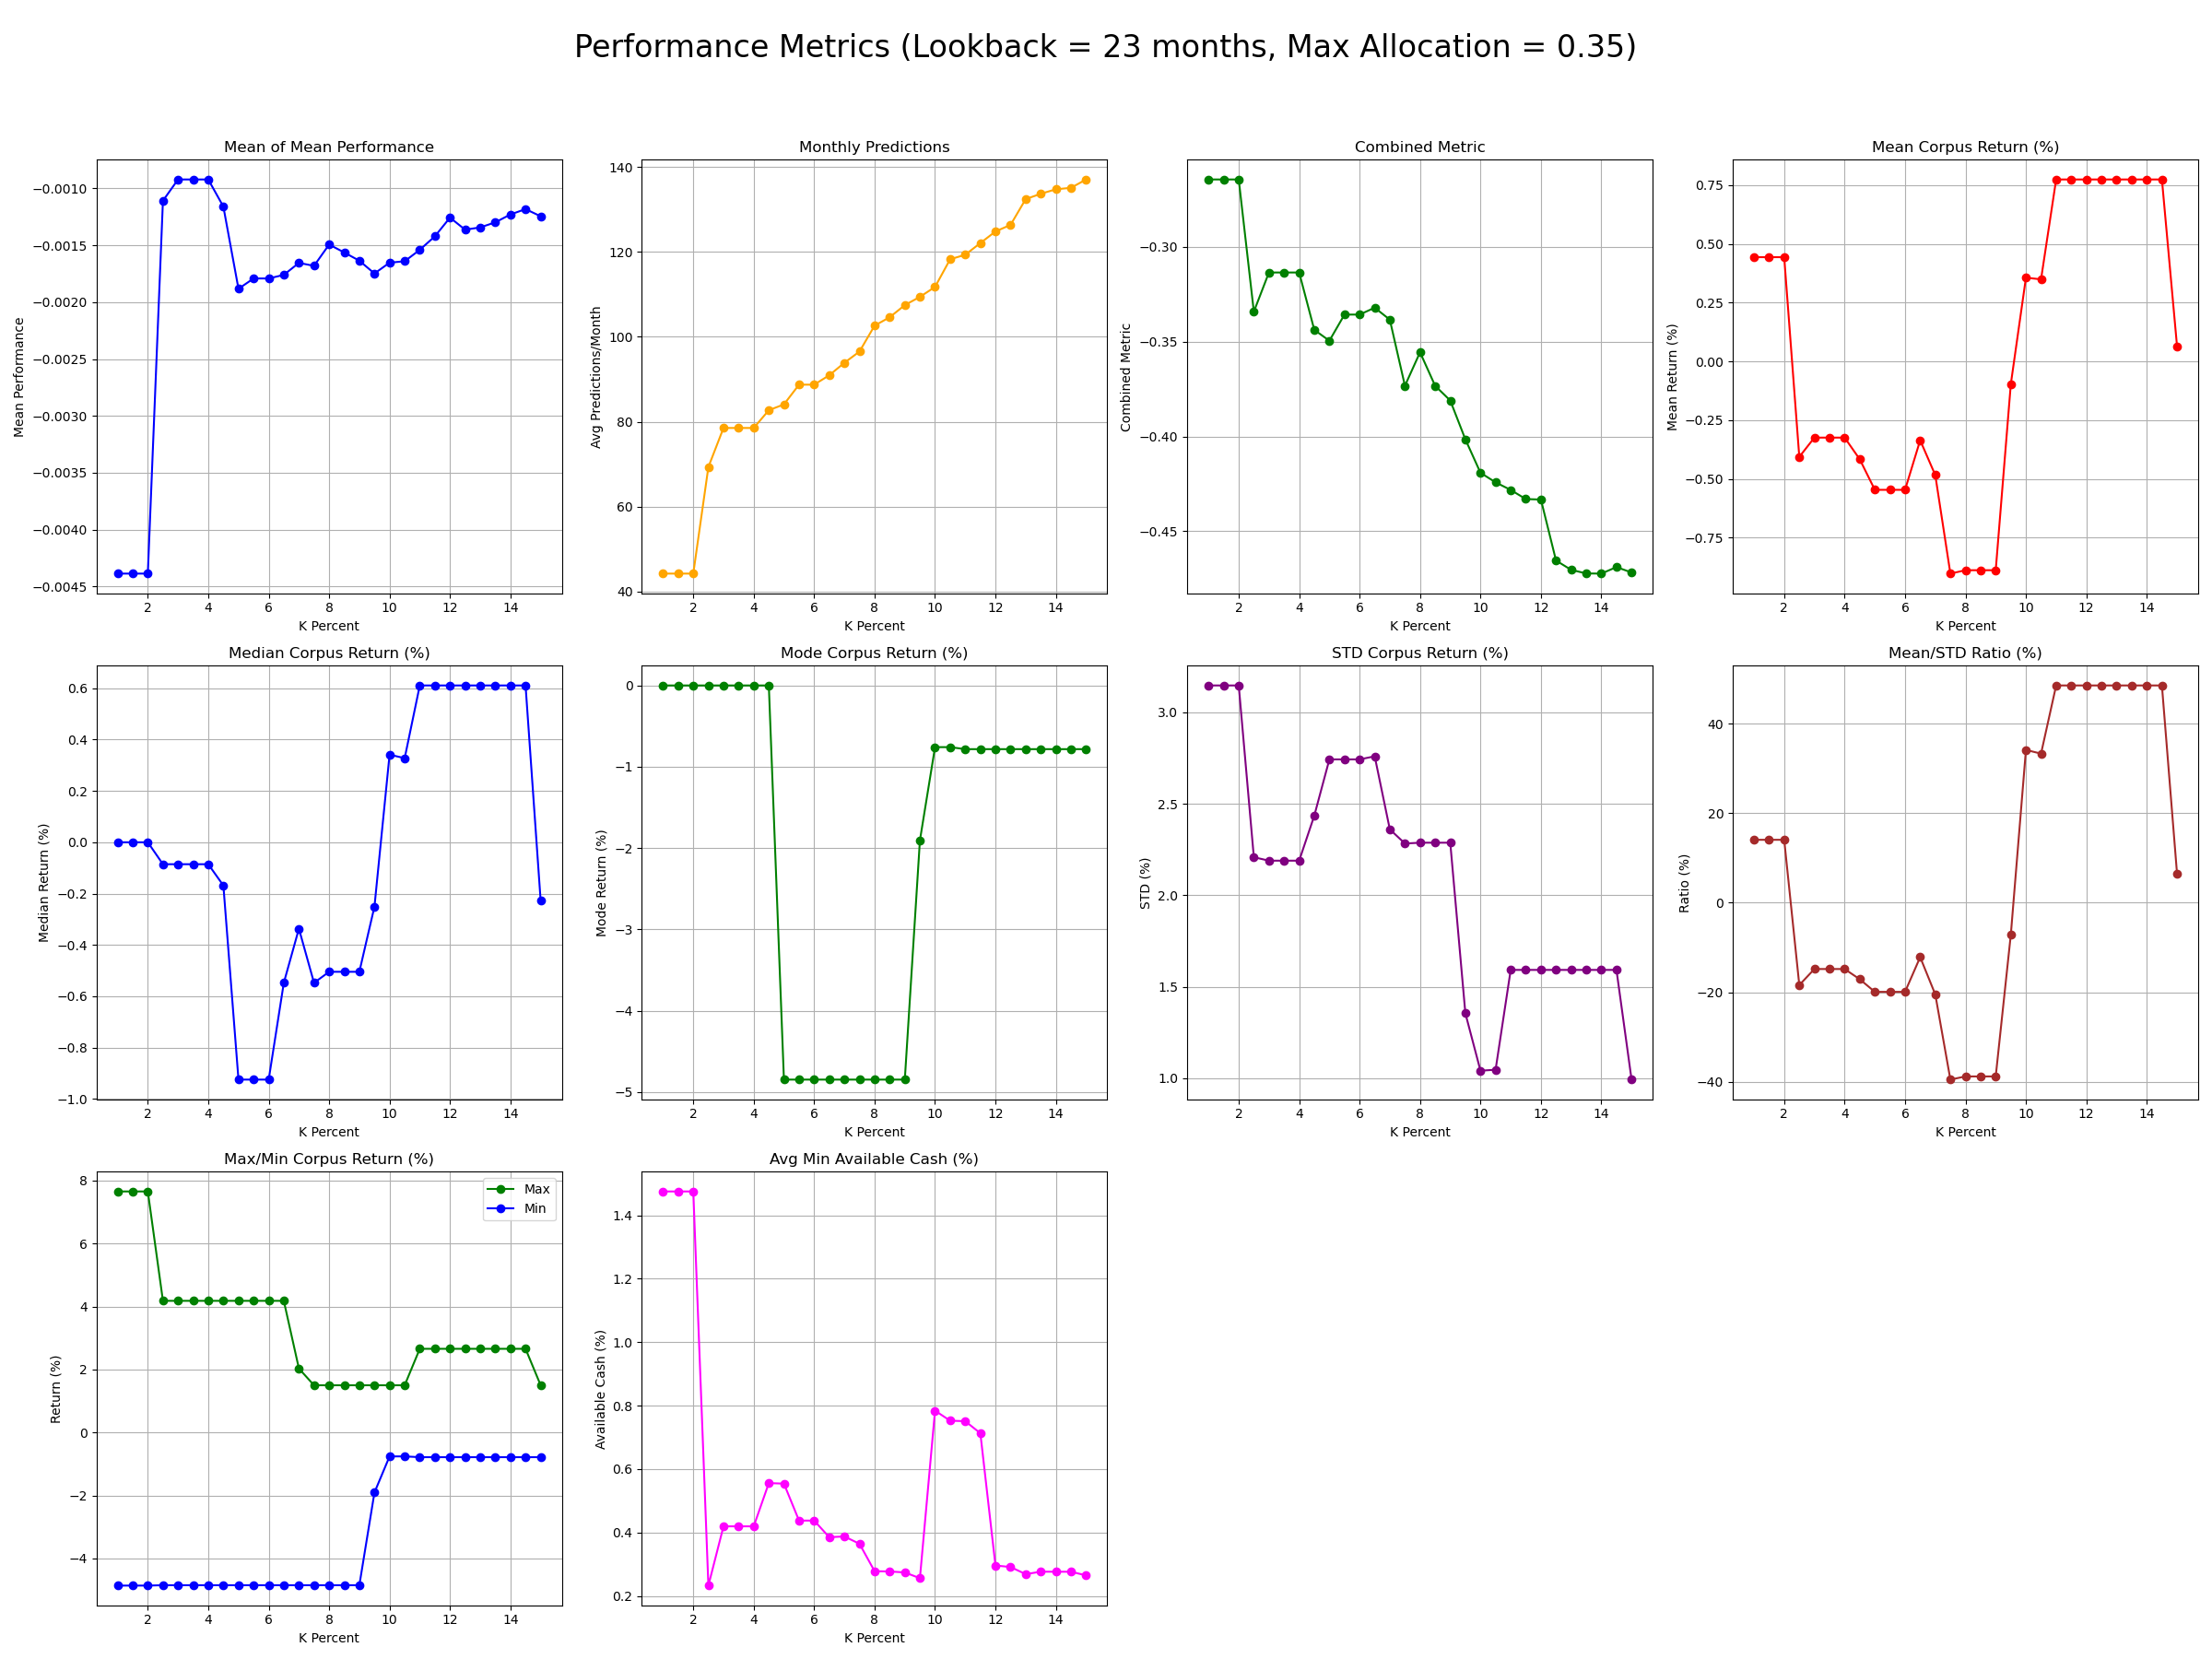 Performance Metrics (Lookback = 23 months, Max Allocation = 0.35)
Mean of Mean Performance
Mean Performance
−0.0010
−0.0015
−0.0020
−0.0025
−0.0030
−0.0035
−0.0040
−0.0045
2 4 6 8 10 12 14
K Percent
Monthly Predictions
Avg Predictions/Month
140
120
100
80
60
40
2 4 6 8 10 12 14
K Percent
Combined Metric
Combined Metric
−0.30
−0.35
−0.40
−0.45
2 4 6 8 10 12 14
K Percent
Mean Corpus Return (%)
Mean Return (%)
0.75
0.50
0.25
0.00
−0.25
−0.50
−0.75
2 4 6 8 10 12 14
K Percent
Median Corpus Return (%)
Median Return (%)
0.6
0.4
0.2
0.0
−0.2
−0.4
−0.6
−0.8
−1.0
2 4 6 8 10 12 14
K Percent
Mode Corpus Return (%)
Mode Return (%)
0
−1
−2
−3
−4
−5
2 4 6 8 10 12 14
K Percent
STD Corpus Return (%)
STD (%)
3.0
2.5
2.0
1.5
1.0
2 4 6 8 10 12 14
K Percent
Mean/STD Ratio (%)
Ratio (%)
40
20
0
−20
−40
2 4 6 8 10 12 14
K Percent
Max/Min Corpus Return (%)
Return (%)
8
6
4
2
0
−2
−4
Max
Min
2 4 6 8 10 12 14
K Percent
Avg Min Available Cash (%)
Available Cash (%)
1.4
1.2
1.0
0.8
0.6
0.4
0.2
2 4 6 8 10 12 14
K Percent